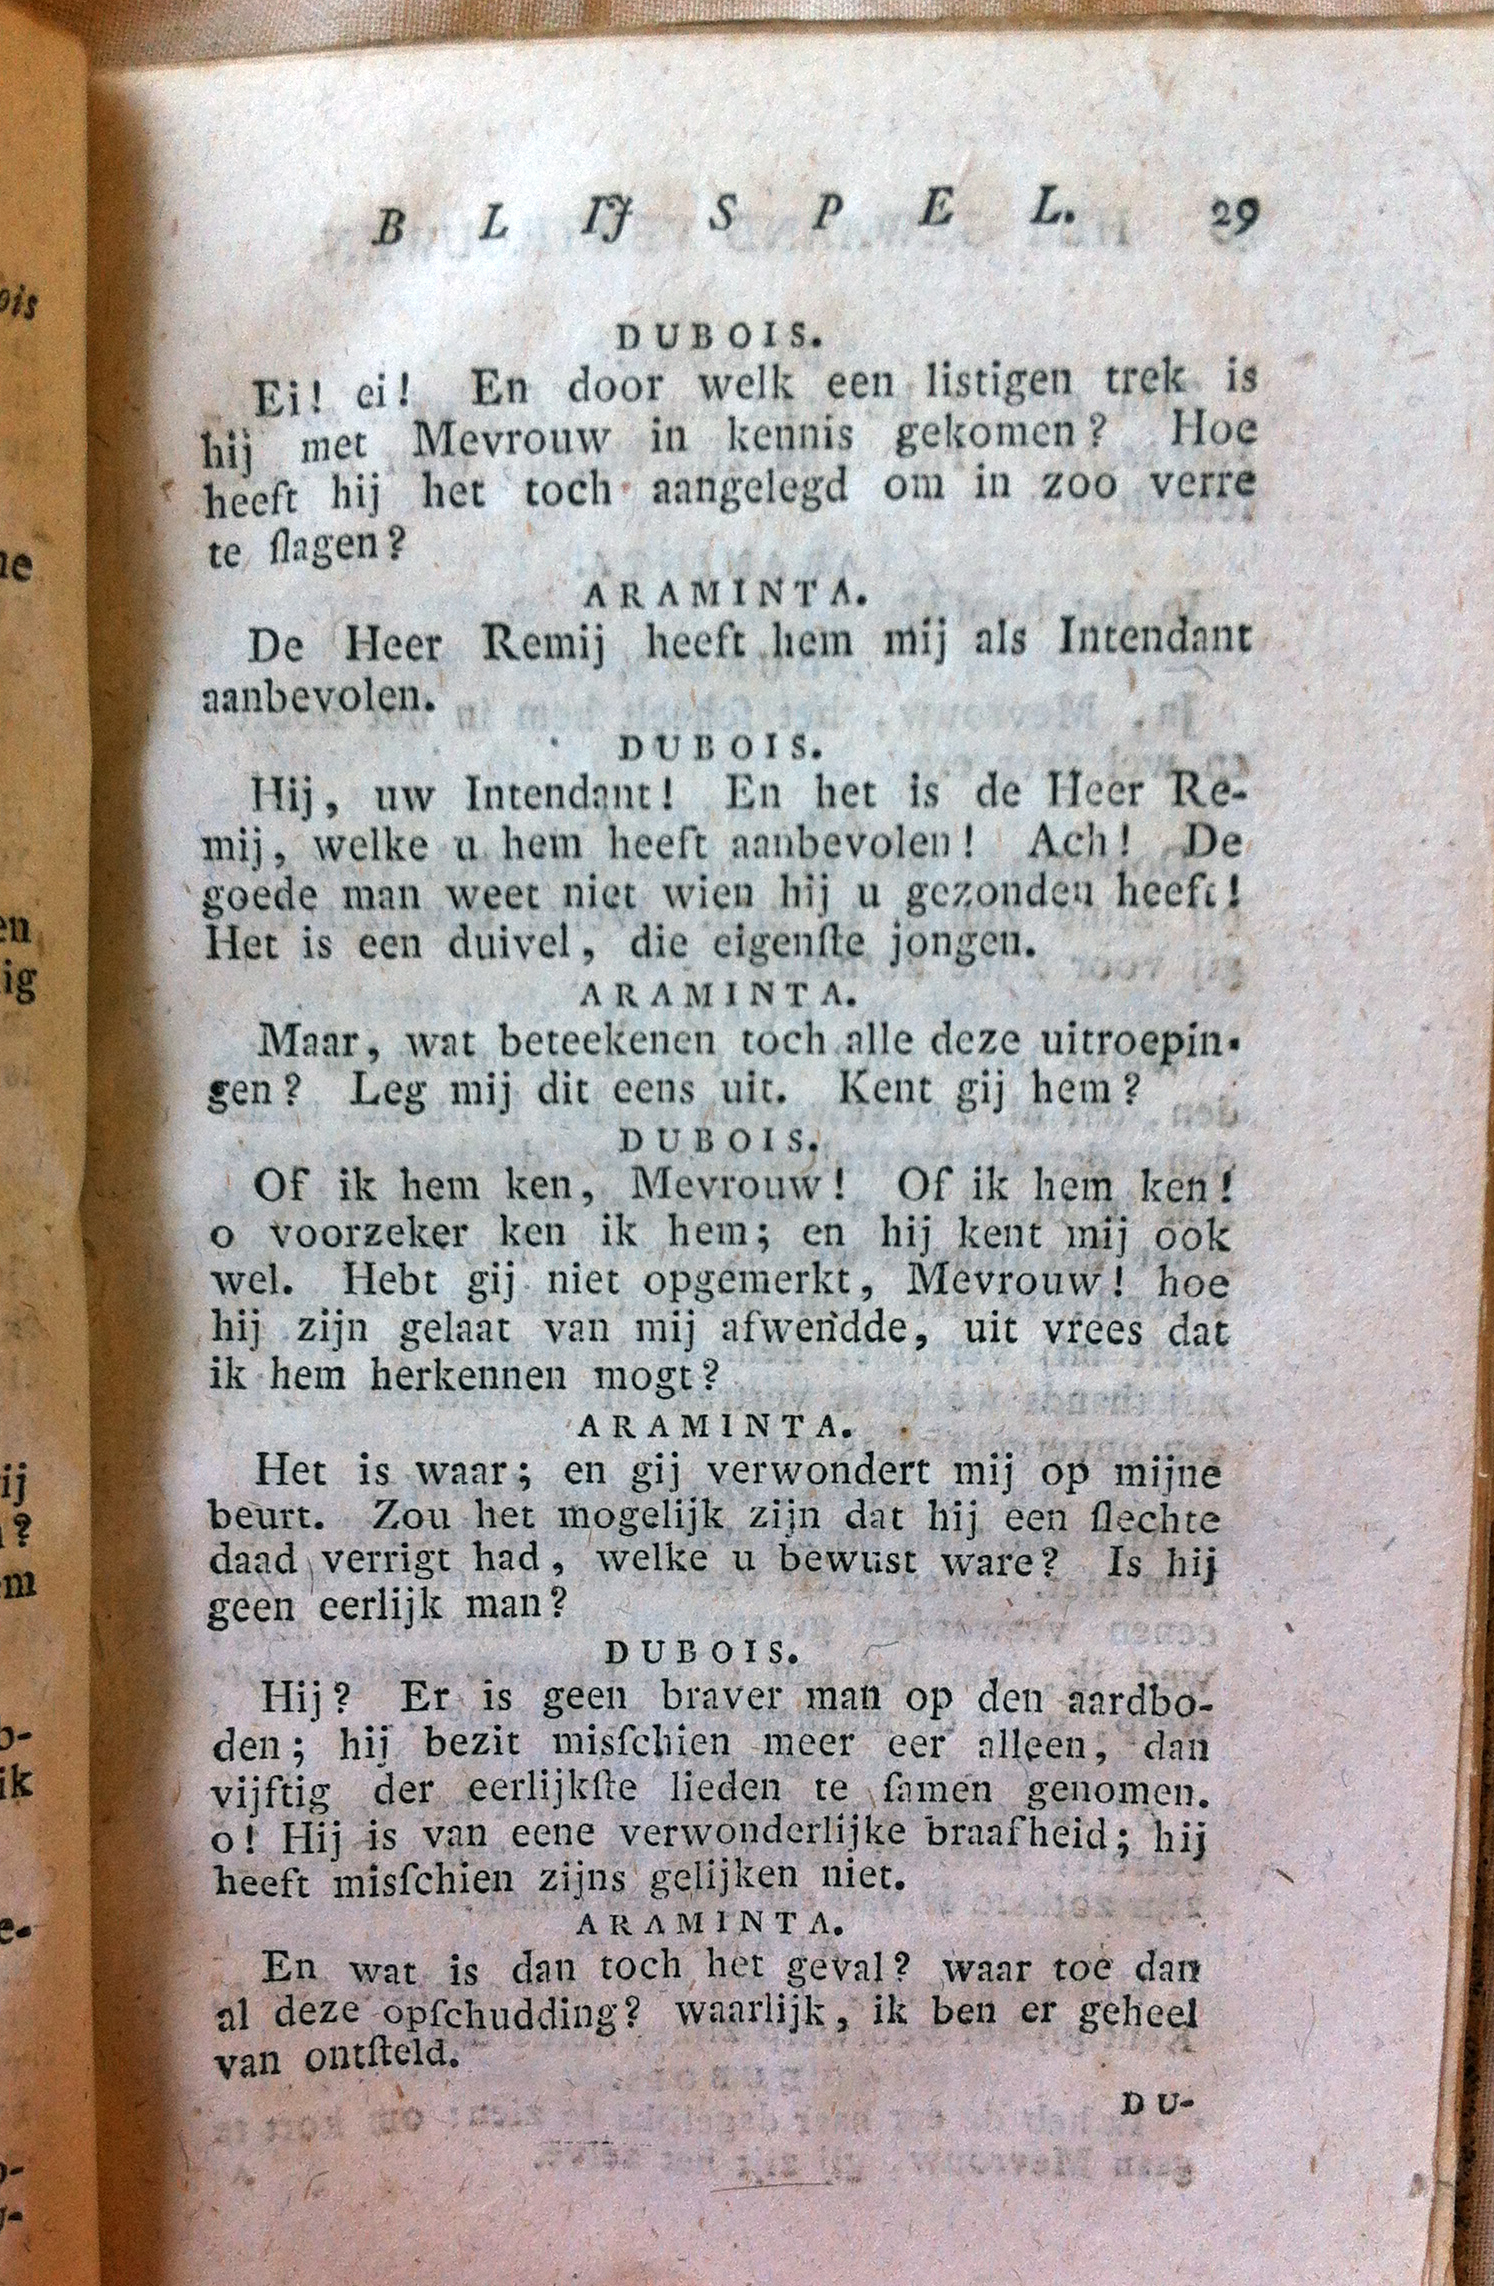 BLIJSPEL. 29
DUBOIS.
Ei! ei! En door welk een listigen trek is
hij met Mevrouw in kennis gekomen? Hoe
heeft hij het toch aangelegd om in zoo verre
te ſlagen?
ARAMINTA.
De Heer Remij heeft hem mij als Intendant
aanbevolen.
DUBOIS.
Hij, uw Intendant! En het is de Heer Re-
mij, welke u hem heeft aanbevolen! Ach! De
goede man weet niet wien hij u gezonden heeft!
Het is een duivel, die eigenſte jongen.
ARAMINTA.
Maar, wat beteekenen toch alle deze uitroepin-
gen? Leg mij dit eens uit. Kent gij hem?
DUBOIS.
Of ik hem ken, Mevrouw! Of ik hem ken!
o voorzeker ken ik hem; en hij kent mij ook
wel. Hebt gij niet opgemerkt, Mevrouw! hoe
hij zijn gelaat van mij afwendde, uit vrees dat
ik hem herkennen mogt?
ARAMINTA.
Het is waar; en gij verwondert mij op mijne
beurt. Zou het mogelijk zijn dat hij een ſlechte
daad verrigt had, welke u bewust ware? Is hij
geen eerlijk man?
DUBOIS.
Hij? Er is geen braver man op den aardbo-
den; hij bezit misſchien meer eer alleen, dan
vijftig der eerlijkſte lieden te ſamen genomen.
o! Hij is van eene verwonderlijke braafheid; hij
heeft misſchien zijns gelijken niet.
ARAMINTA.
En wat is dan toch het geval? waar toe dan
al deze opſchudding? waarlijk, ik ben er geheel
van ontſteld.
DU-